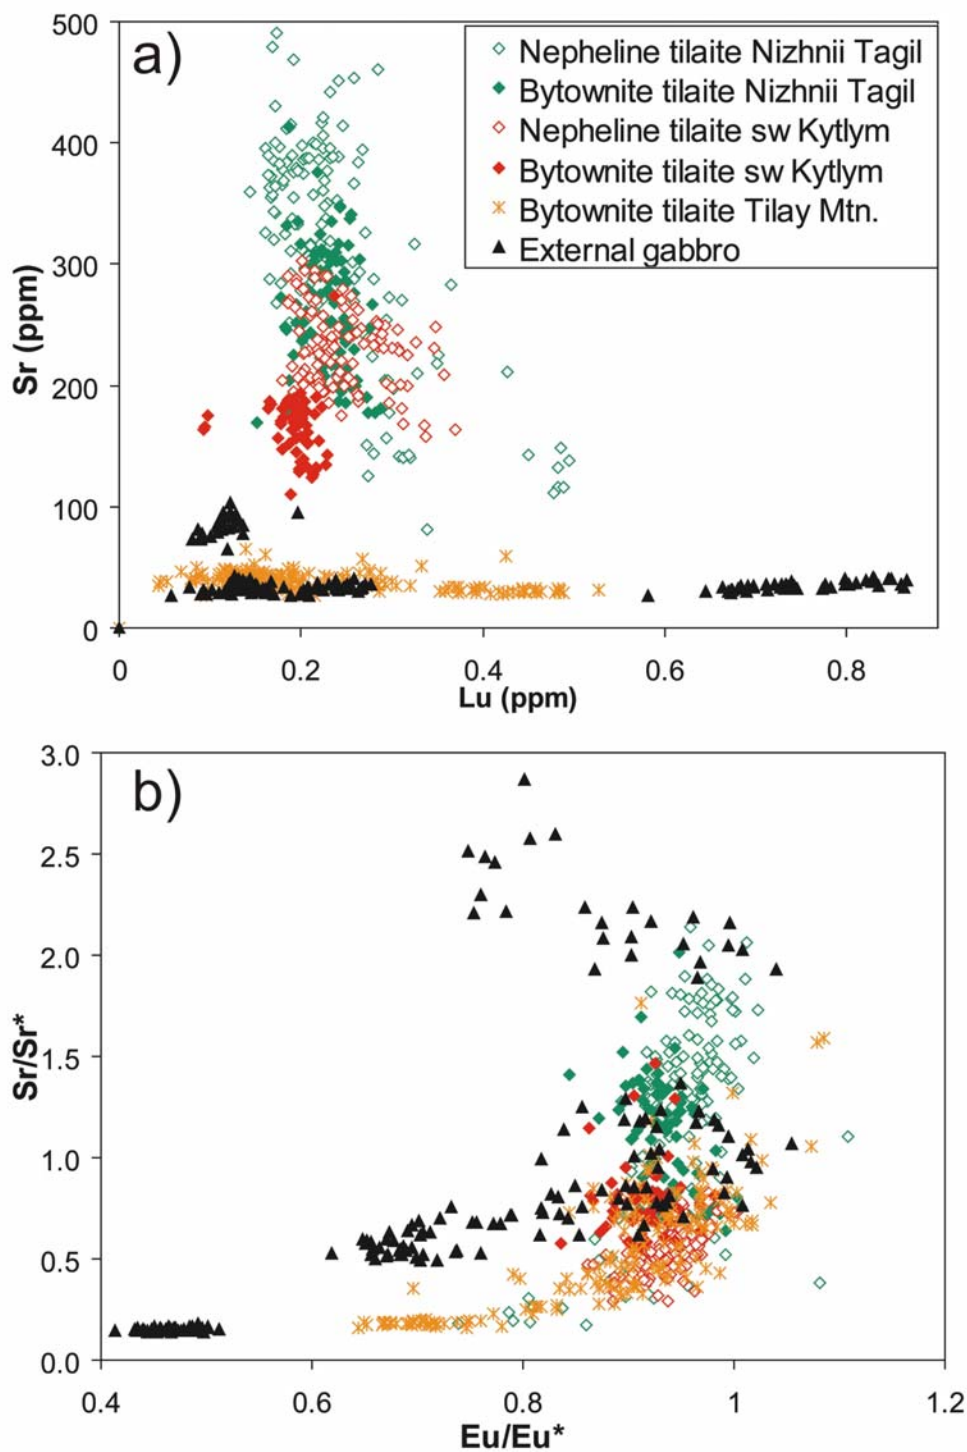 500
a)
Nepheline tilaite Nizhnii Tagil
Bytownite tilaite Nizhnii Tagil
400
Nepheline tilaite sw Kytlym
Bytownite tilaite sw Kytlym
Bytownite tilaite Tilay Mtn.
External gabbro
300
Sr (ppm)
200
100
0
0 0.2 0.4 0.6 0.8
Lu (ppm)
3.0
b)
2.5
2.0
1.5
Sr/Sr*
1.0
0.5
0.0
0.4 0.6 0.8 1 1.2
Eu/Eu*